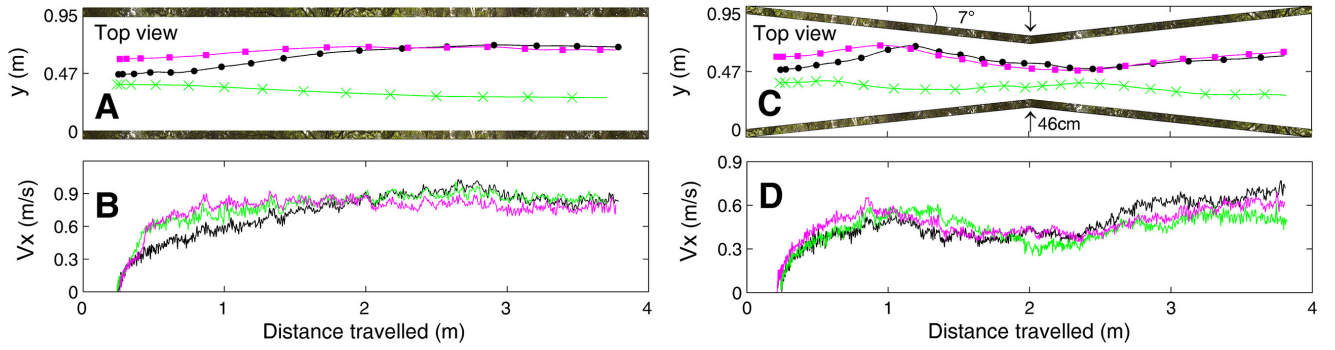 0.95
Top view
y (m)
0.47
A
0
B
Vx (m/s)
0.9
0.6
0.3
0
0 1 2 3 4
Distance travelled (m)
0.95
7°
Top view
y (m)
0.47
C
46cm
0
D
Vx (m/s)
0.9
0.6
0.3
0
0 1 2 3 4
Distance travelled (m)